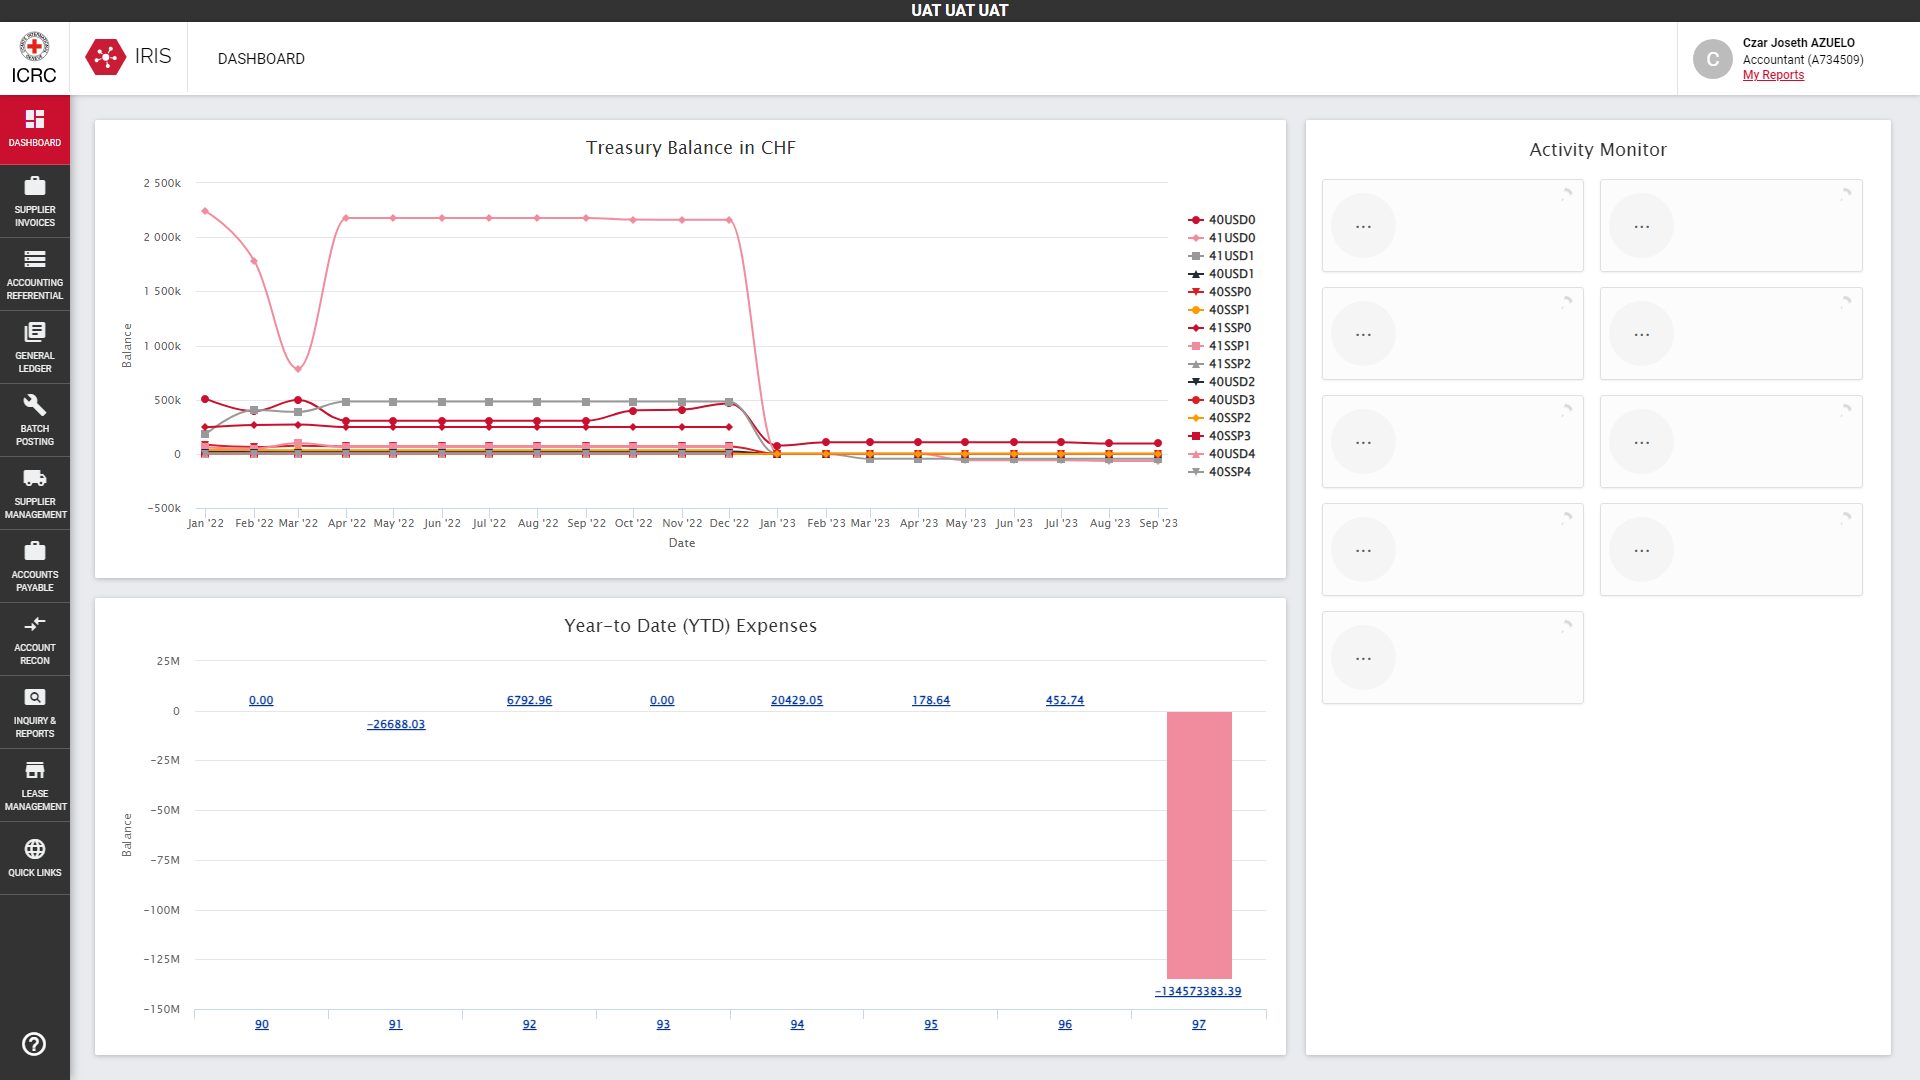 UAT UAT UAT
ICRC
IRIS
DASHBOARD
C
Czar Joseth AZUELO
Accountant (A734509)
My Reports
DASHBOARD
SUPPLIER
INVOICES
ACCOUNTING
REFERENTIAL
GENERAL
LEDGER
BATCH
POSTING
SUPPLIER
MANAGEMENT
ACCOUNTS
PAYABLE
ACCOUNT
RECON
INQUIRY &
REPORTS
LEASE
MANAGEMENT
QUICK LINKS
Treasury Balance in CHF
Balance
2 500k
2 000k
1 500k
1 000k
500k
0
−500k
Jan '22 Feb '22 Mar '22 Apr '22 May '22 Jun '22 Jul '22 Aug '22 Sep '22 Oct '22 Nov '22 Dec '22 Jan '23 Feb '23 Mar '23 Apr '23 May '23 Jun '23 Jul '23 Aug '23 Sep '23
Date
40USD0
41USD0
41USD1
40USD1
40SSP0
40SSP1
41SSP0
41SSP1
41SSP2
40USD2
40USD3
40SSP2
40SSP3
40USD4
40SSP4
Year-to Date (YTD) Expenses
Balance
25M
0
−25M
−50M
−75M
−100M
−125M
−150M
0.00
−26688.03
6792.96
0.00
20429.05
178.64
452.74
−134573383.39
90 91 92 93 94 95 96 97
Activity Monitor
... ...
... ...
... ...
... ...
...